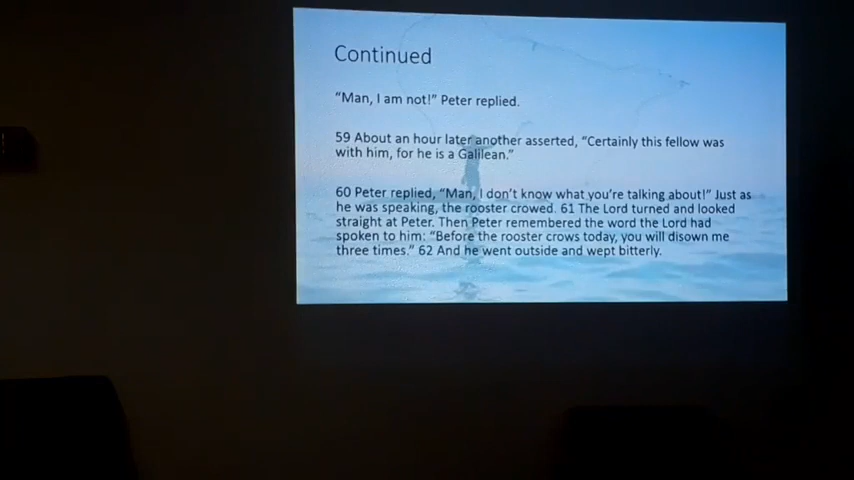 Continued
“Man, I am not!” Peter replied.
59 About an hour later another asserted, “Certainly this fellow was
with him, for he is a Galilean.”
60 Peter replied, “Man, I don’t know what you’re talking about!” Just as
he was speaking, the rooster crowed. 61 The Lord turned and looked
straight at Peter. Then Peter remembered the word the Lord had
spoken to him: “Before the rooster crows today, you will disown me
three times.” 62 And he went outside and wept bitterly.